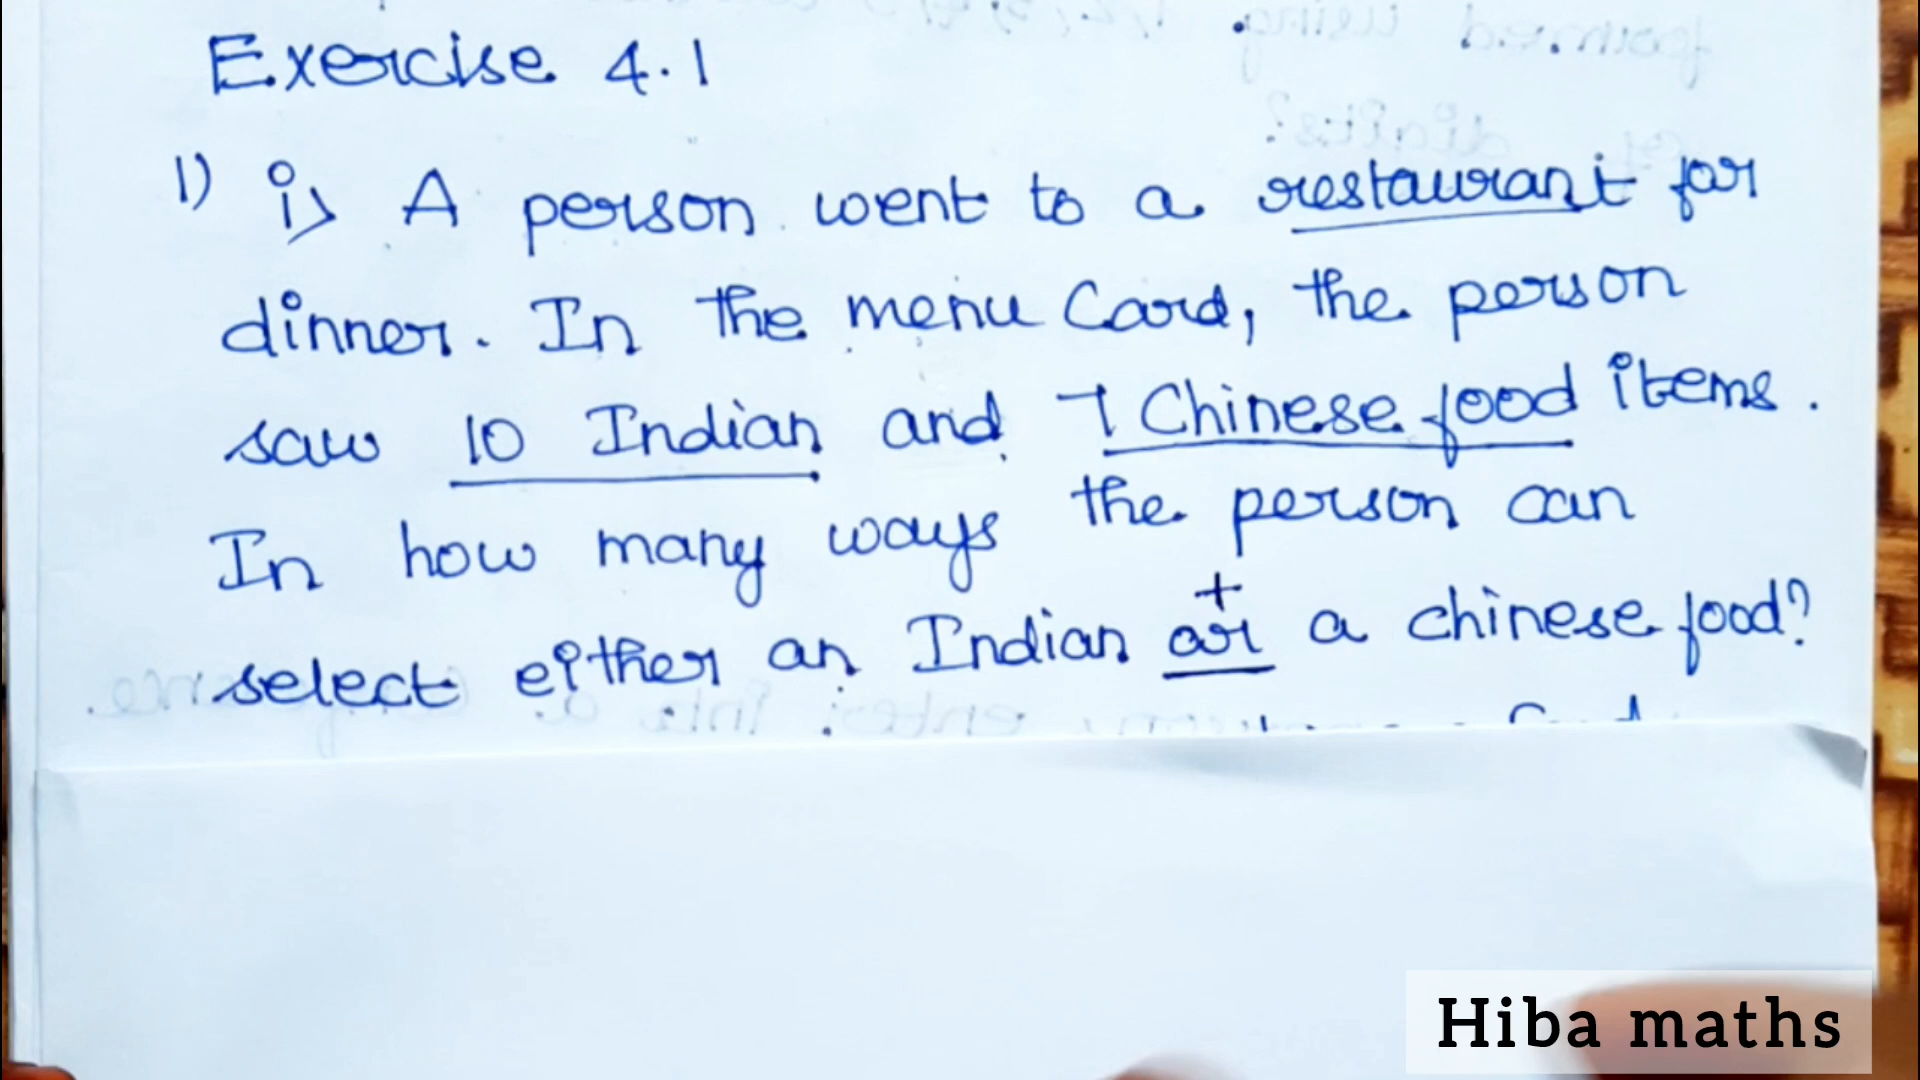 Exercise 4.1
1) i) A person went to a restaurant for
dinner. In the menu Card, the person
saw 10 Indian and 7 Chinese food items.
In how many ways the person can
+
select either an Indian or a chinese food?
Hiba maths